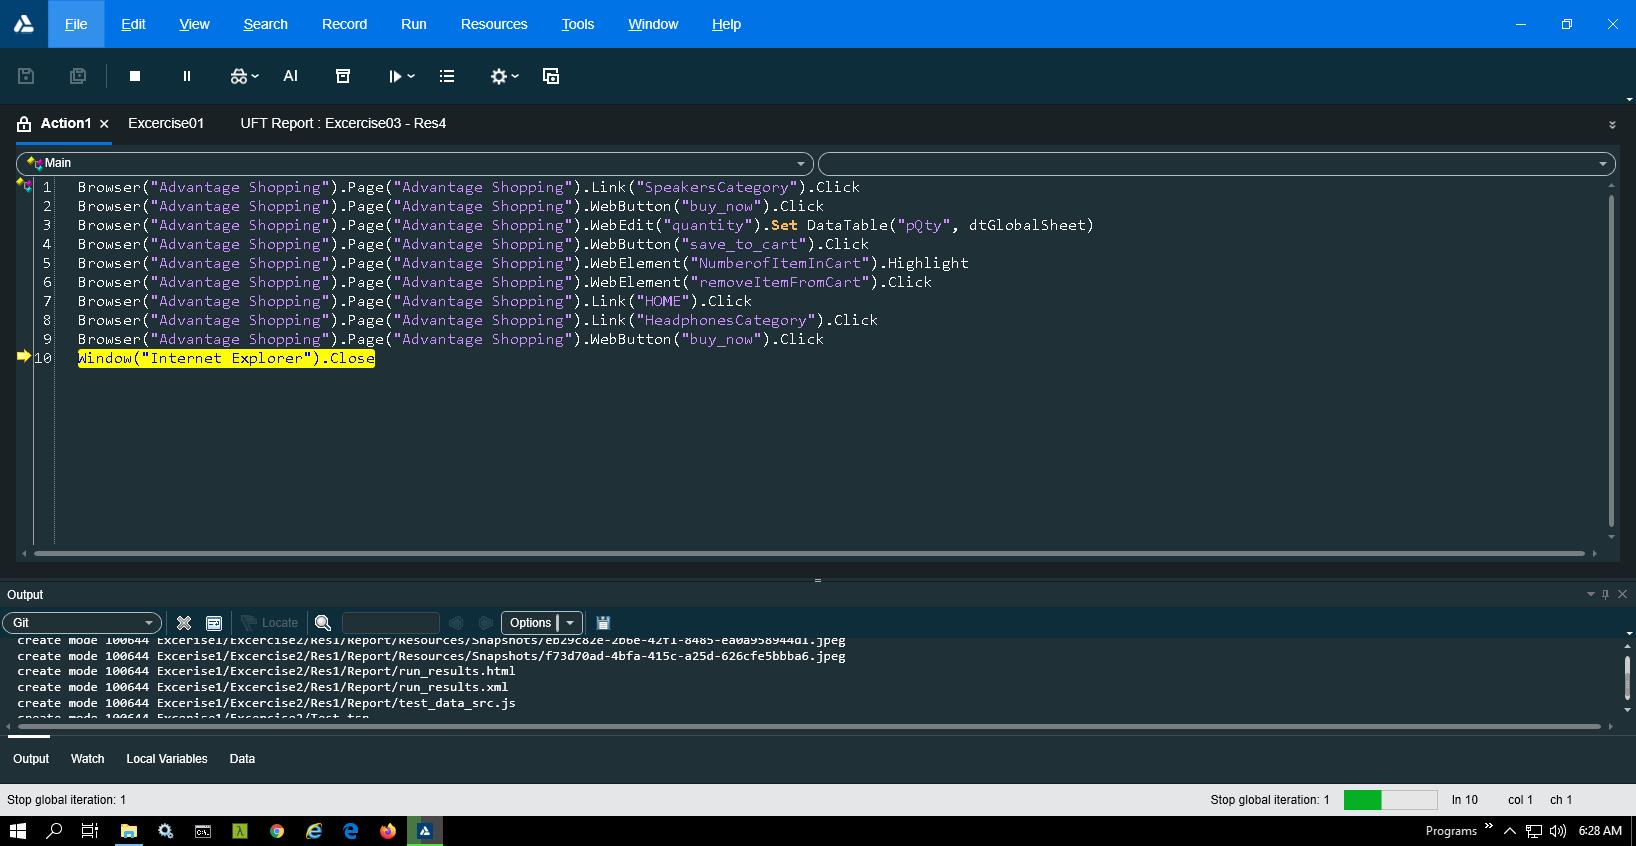 File Edit View Search Record Run Resources Tools Window Help
AI
Action1 Excercise01 UFT Report : Excercise03 - Res4
Main
1 Browser("Advantage Shopping").Page("Advantage Shopping").Link("SpeakersCategory").Click
2 Browser("Advantage Shopping").Page("Advantage Shopping").WebButton("buy_now").Click
3 Browser("Advantage Shopping").Page("Advantage Shopping").WebEdit("quantity").Set DataTable("pQty", dtGlobalSheet)
4 Browser("Advantage Shopping").Page("Advantage Shopping").WebButton("save_to_cart").Click
5 Browser("Advantage Shopping").Page("Advantage Shopping").WebElement("NumberofItemInCart").Highlight
6 Browser("Advantage Shopping").Page("Advantage Shopping").WebElement("removeItemFromCart").Click
7 Browser("Advantage Shopping").Page("Advantage Shopping").Link("HOME").Click
8 Browser("Advantage Shopping").Page("Advantage Shopping").Link("HeadphonesCategory").Click
9 Browser("Advantage Shopping").Page("Advantage Shopping").WebButton("buy_now").Click
10 Window("Internet Explorer").Close
Output
Git Locate Options
create mode 100644 Excerise1/Excercise2/Res1/Report/Resources/Snapshots/eb29c82e-2b6e-42f1-8485-ea0a958944d1.jpeg
create mode 100644 Excerise1/Excercise2/Res1/Report/Resources/Snapshots/f73d70ad-4bfa-415c-a25d-626cfe5bbba6.jpeg
create mode 100644 Excerise1/Excercise2/Res1/Report/run_results.html
create mode 100644 Excerise1/Excercise2/Res1/Report/run_results.xml
create mode 100644 Excerise1/Excercise2/Res1/Report/test_data_src.js
create mode 100644 Excerise1/Excercise2/Test.tsp
Output Watch Local Variables Data
Stop global iteration: 1 Stop global iteration: 1 ln 10 col 1 ch 1
Programs 6:28 AM